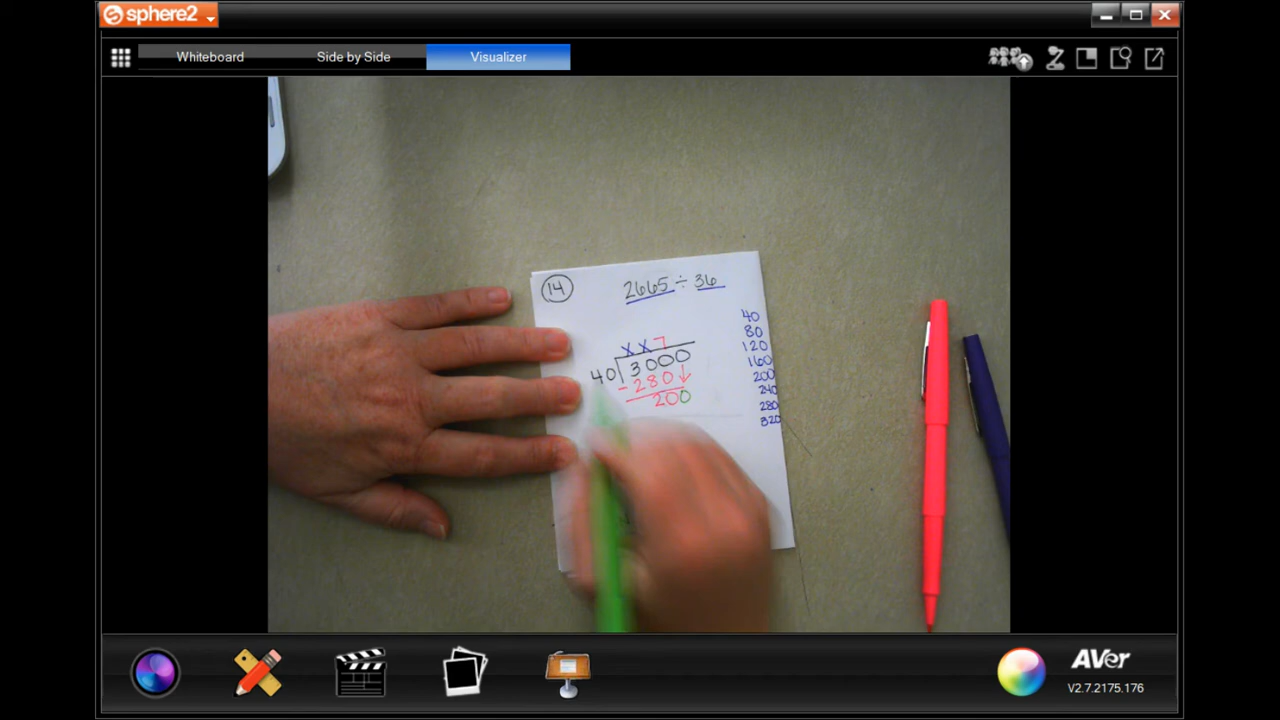 sphere2
Whiteboard Side by Side Visualizer
14 2665 ÷ 36
40
80
120
160
200
240
280
320
X X 7
40 3000
- 280 ↓
200
AVer
V2.7.2175.176